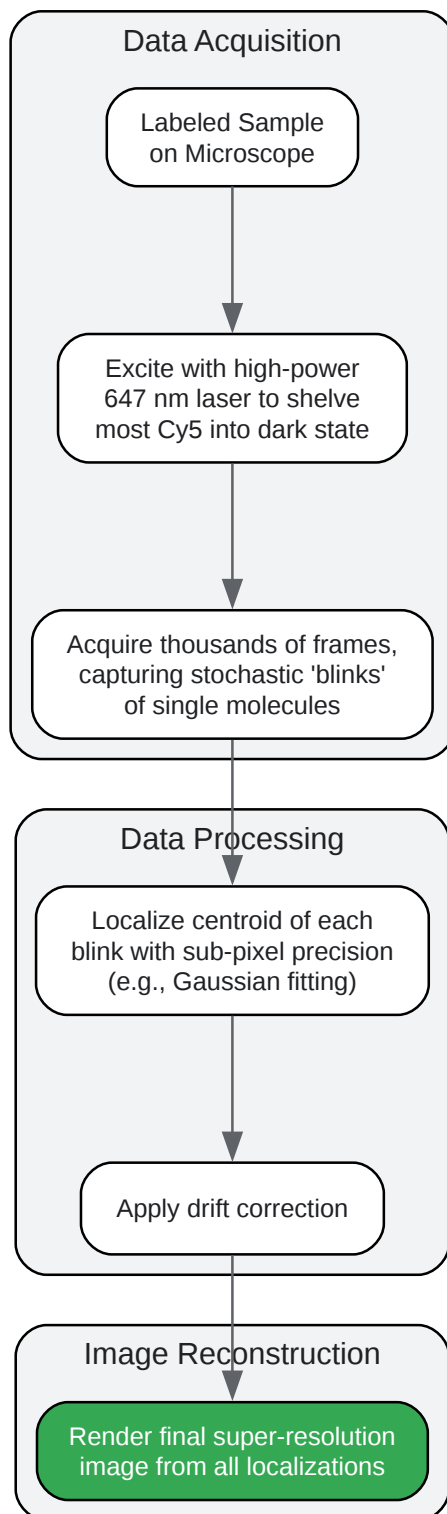 Data Acquisition
Labeled Sample
on Microscope
Excite with high-power
647 nm laser to shelve
most Cy5 into dark state
Acquire thousands of frames,
capturing stochastic 'blinks'
of single molecules
Data Processing
Localize centroid of each
blink with sub-pixel precision
(e.g., Gaussian fitting)
Apply drift correction
Image Reconstruction
Render final super-resolution
image from all localizations